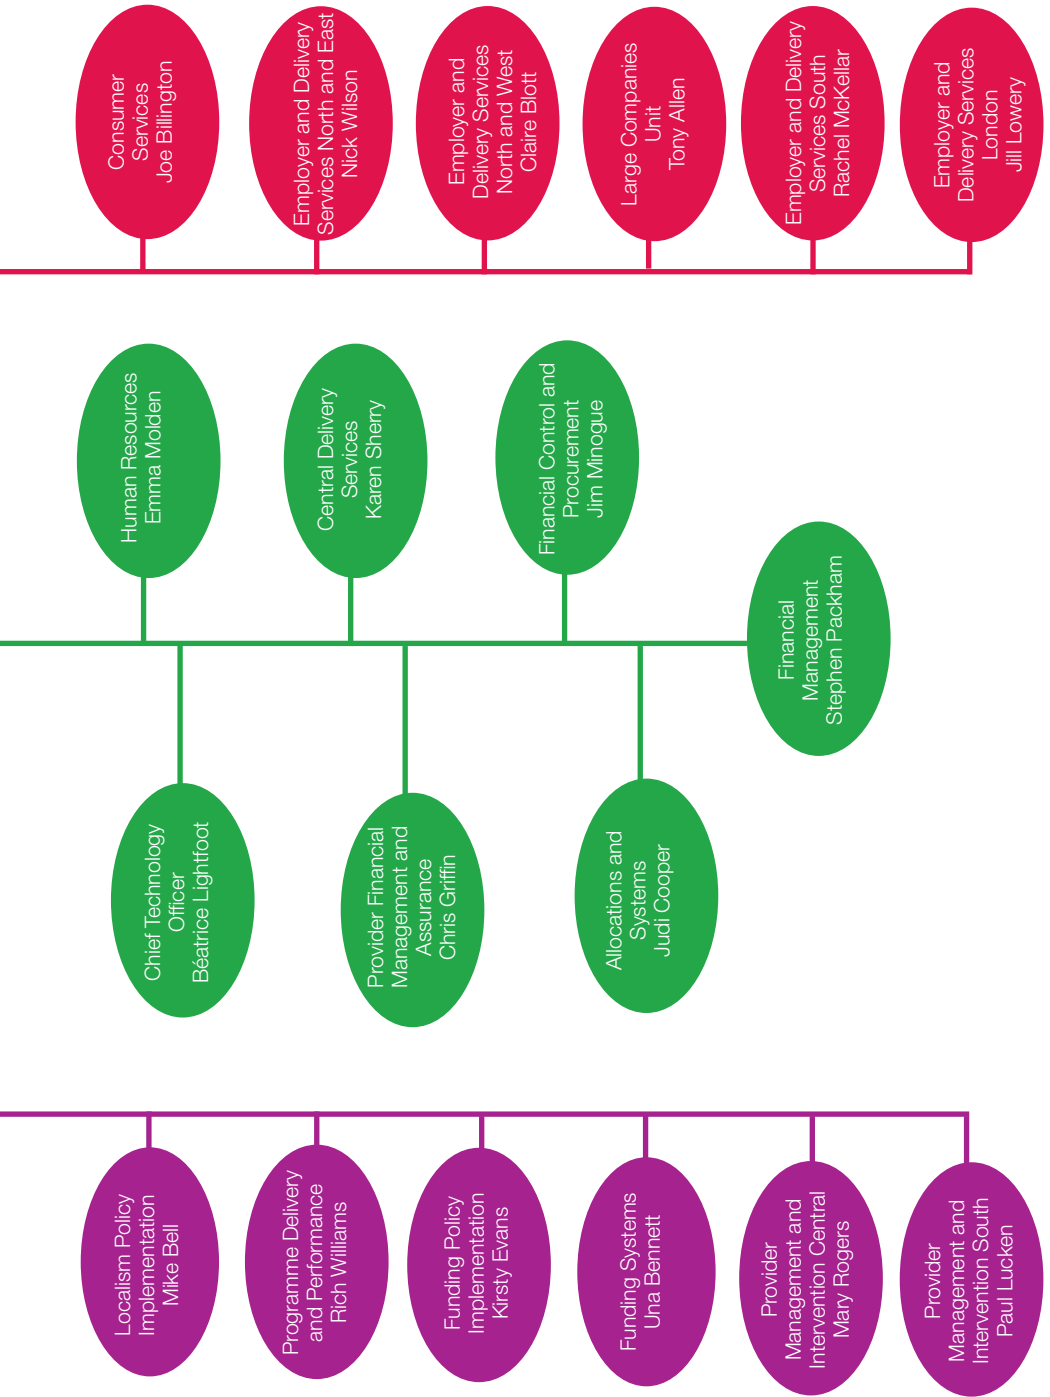 Consumer
Services
Joe Billington
Employer and Delivery
Services North and East
Nick Wilson
Employer and
Delivery Services
North and West
Claire Blott
Large Companies
Unit
Tony Allen
Employer and Delivery
Services South
Rachel McKellar
Employer and
Delivery Services
London
Jill Lowery
Human Resources
Emma Molden
Central Delivery
Services
Karen Sherry
Financial Control and
Procurement
Jim Minogue
Financial
Management
Stephen Packham
Chief Technology
Officer
Béatrice Lightfoot
Provider Financial
Management and
Assurance
Chris Griffin
Allocations and
Systems
Judi Cooper
Localism Policy
Implementation
Mike Bell
Programme Delivery
and Performance
Rich Williams
Funding Policy
Implementation
Kirsty Evans
Funding Systems
Una Bennett
Provider
Management and
Intervention Central
Mary Rogers
Provider
Management and
Intervention South
Paul Lucken